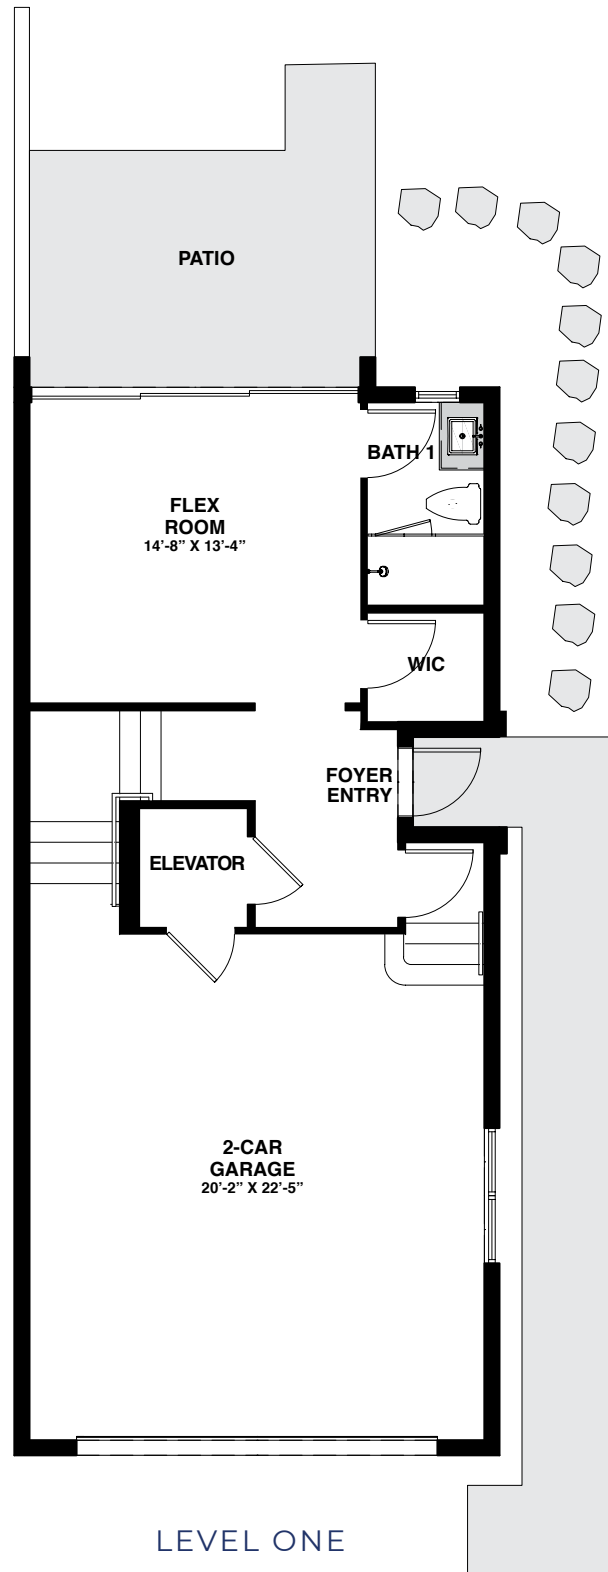 PATIO
BATH 1
FLEX
ROOM
14’-8” X 13’-4”
WIC
FOYER
ENTRY
ELEVATOR
2-CAR
GARAGE
20’-2” X 22’-5”
LEVEL ONE